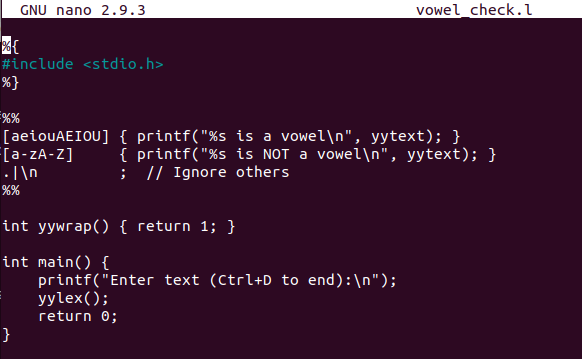 GNU nano 2.9.3 vowel_check.l
%{
#include <stdio.h>
%}
%%
[aeiouAEIOU] { printf("%s is a vowel\n", yytext); }
[a-zA-Z]     { printf("%s is NOT a vowel\n", yytext); }
.|\n         ;  // Ignore others
%%
int yywrap() { return 1; }
int main() {
    printf("Enter text (Ctrl+D to end):\n");
    yylex();
    return 0;
}